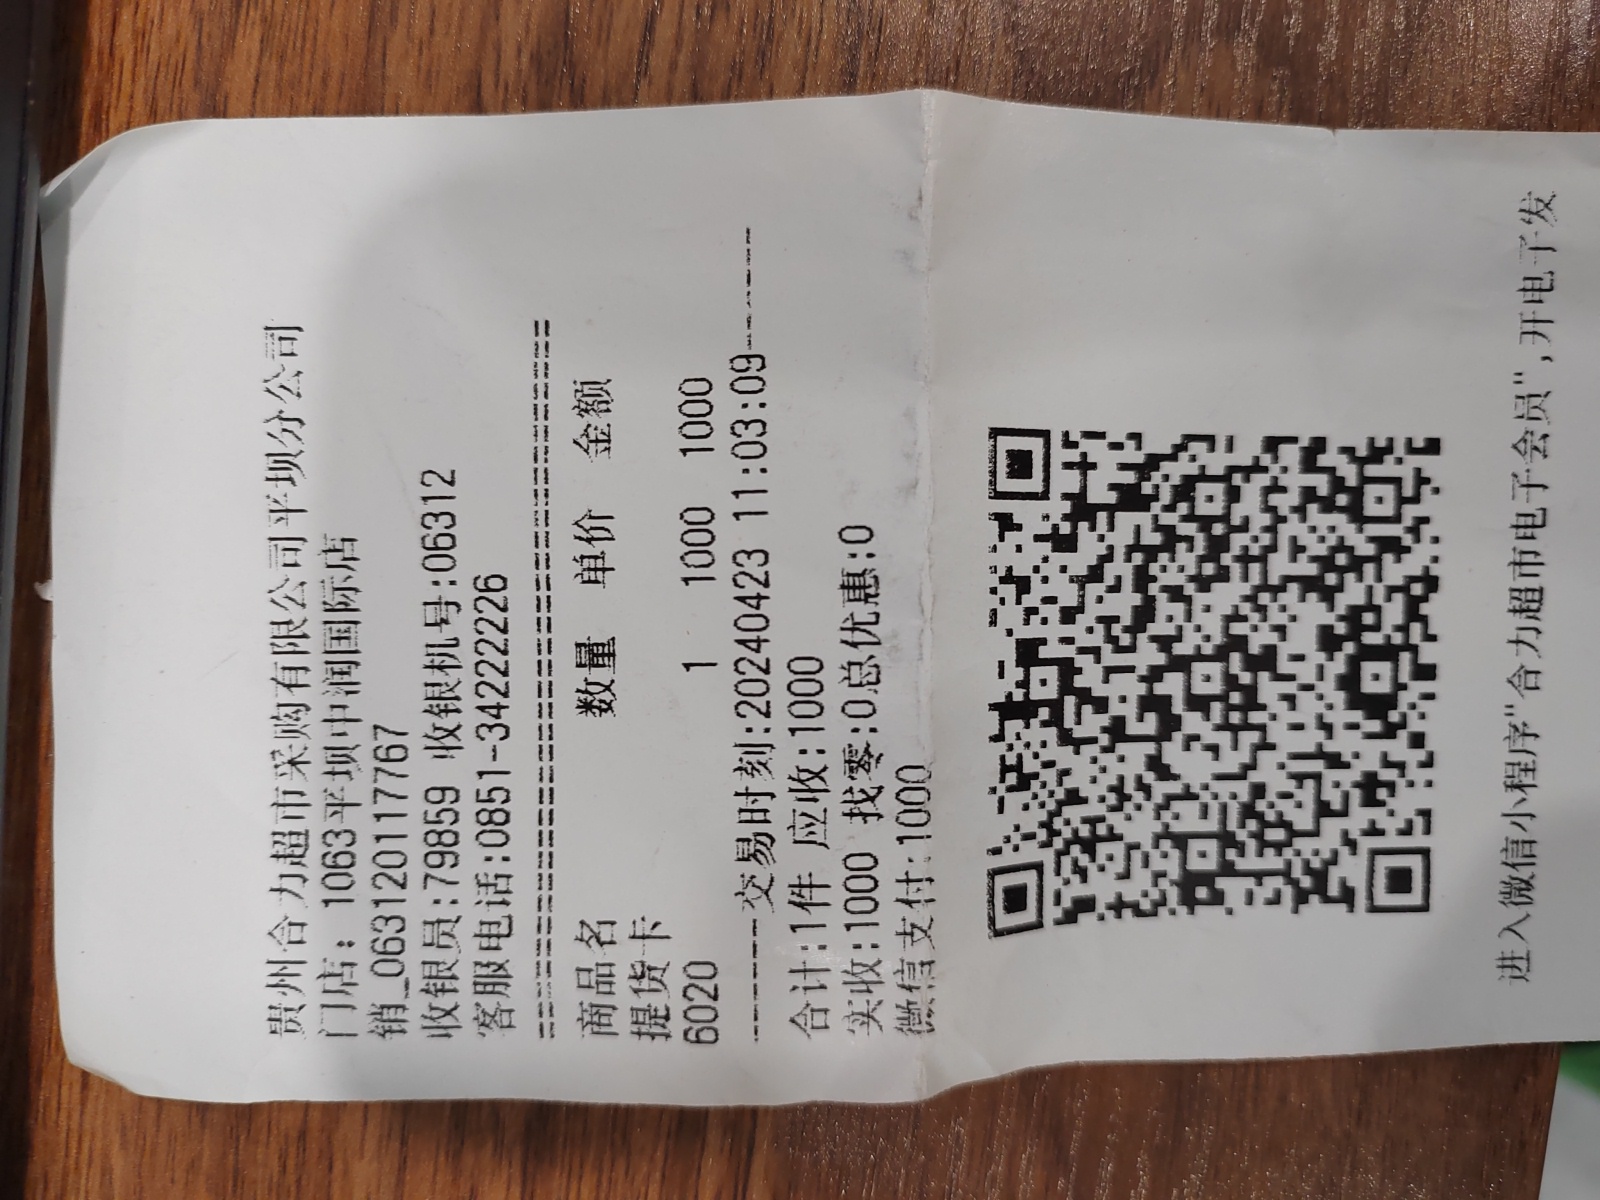 贵州合力超市采购有限公司平坝分公司
门店: 1063平坝中润国际店
销_063120117767
收银员:79859 收银机号:06312
客服电话:0851-34222226
========================================
商品名 数量 单价 金额
提货卡
6020 1 1000 1000
------交易时刻:20240423 11:03:09------
合计:1件 应收:1000
实收:1000 找零:0总优惠:0
微信支付:1000
进入微信小程序"合力超市电子会员",开电子发